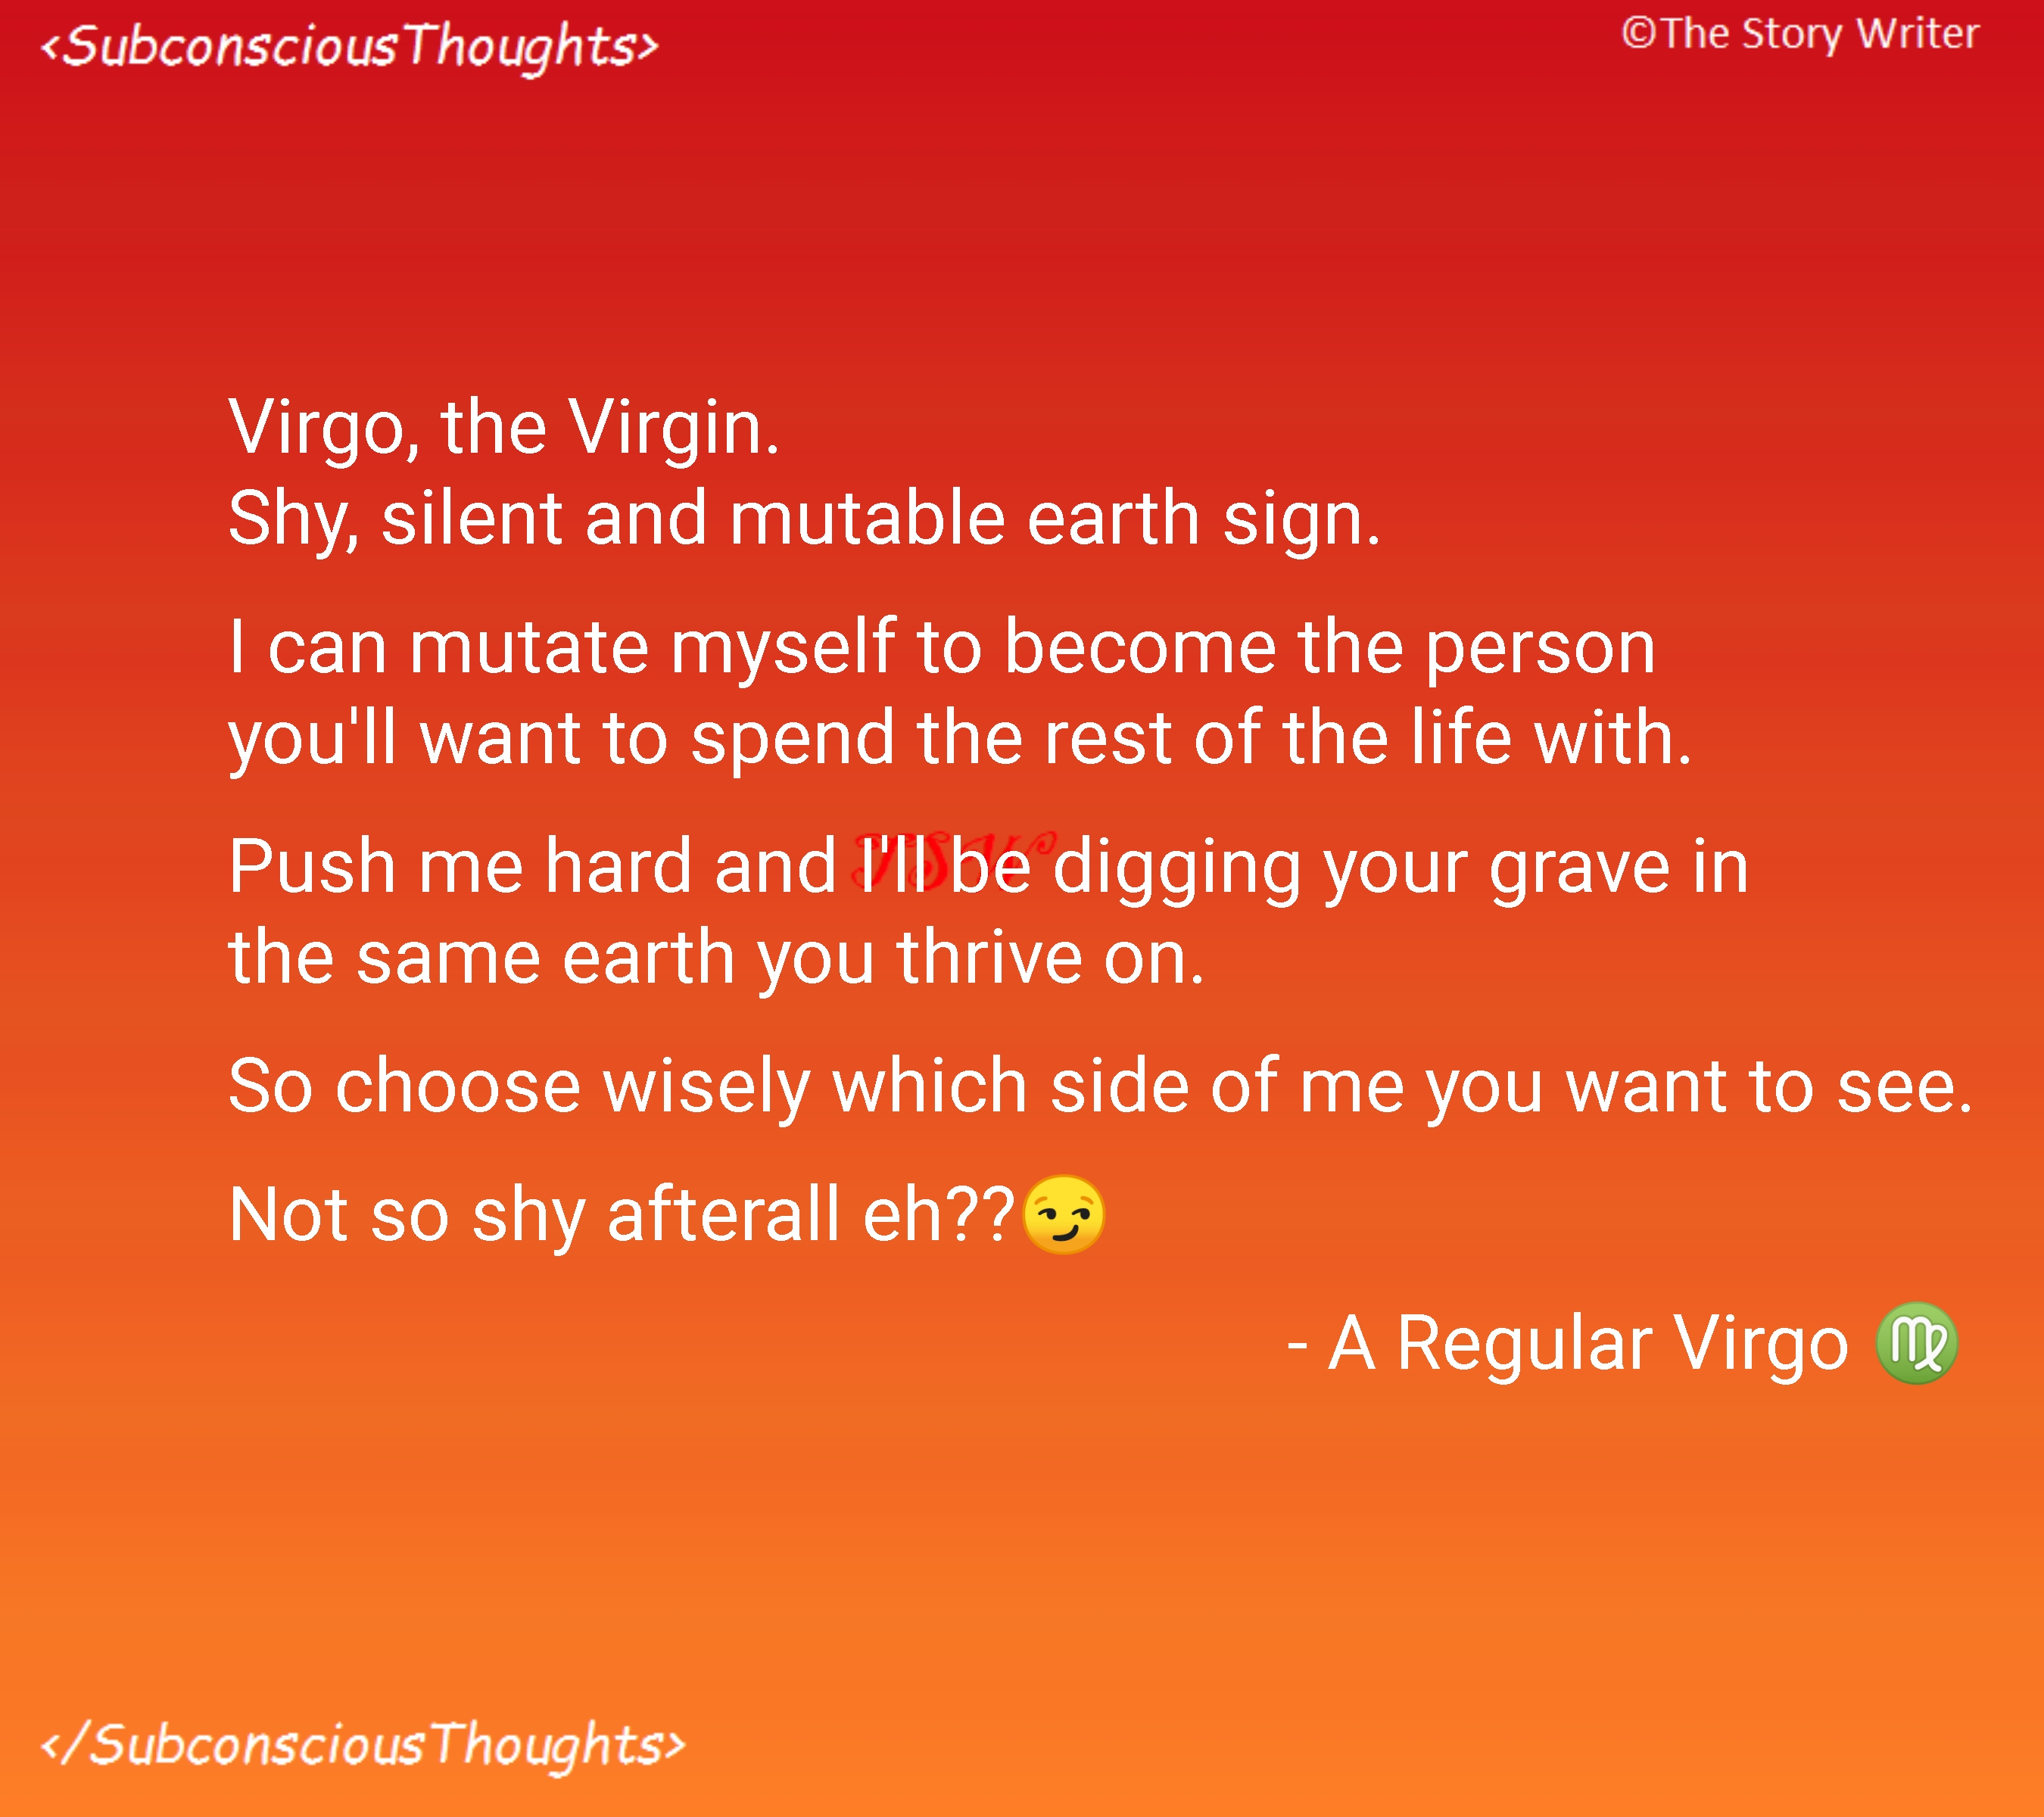 <SubconsciousThoughts>
©The Story Writer
Virgo, the Virgin.
Shy, silent and mutable earth sign.
I can mutate myself to become the person
you'll want to spend the rest of the life with.
Push me hard and I'll be digging your grave in
the same earth you thrive on.
So choose wisely which side of me you want to see.
Not so shy afterall eh??😏
- A Regular Virgo ♍
TSW
</SubconsciousThoughts>